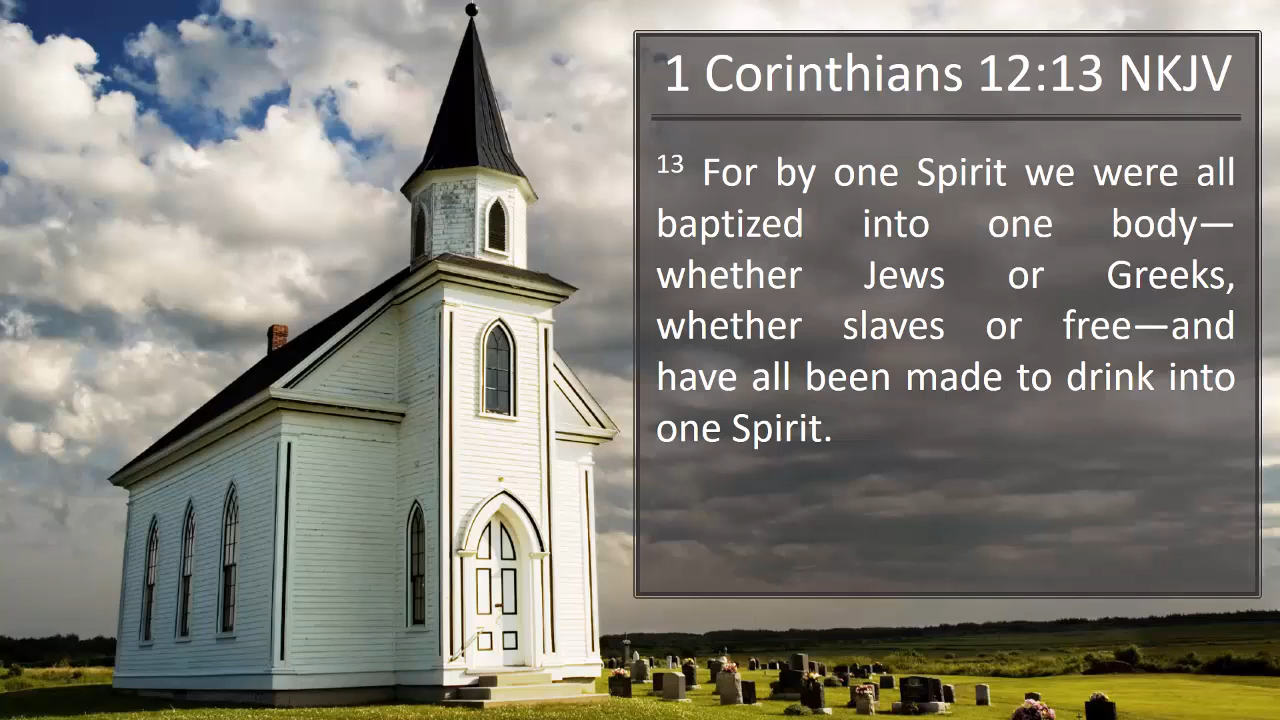 1 Corinthians 12:13 NKJV
13 For by one Spirit we were all
baptized into one body—
whether Jews or Greeks,
whether slaves or free—and
have all been made to drink into
one Spirit.